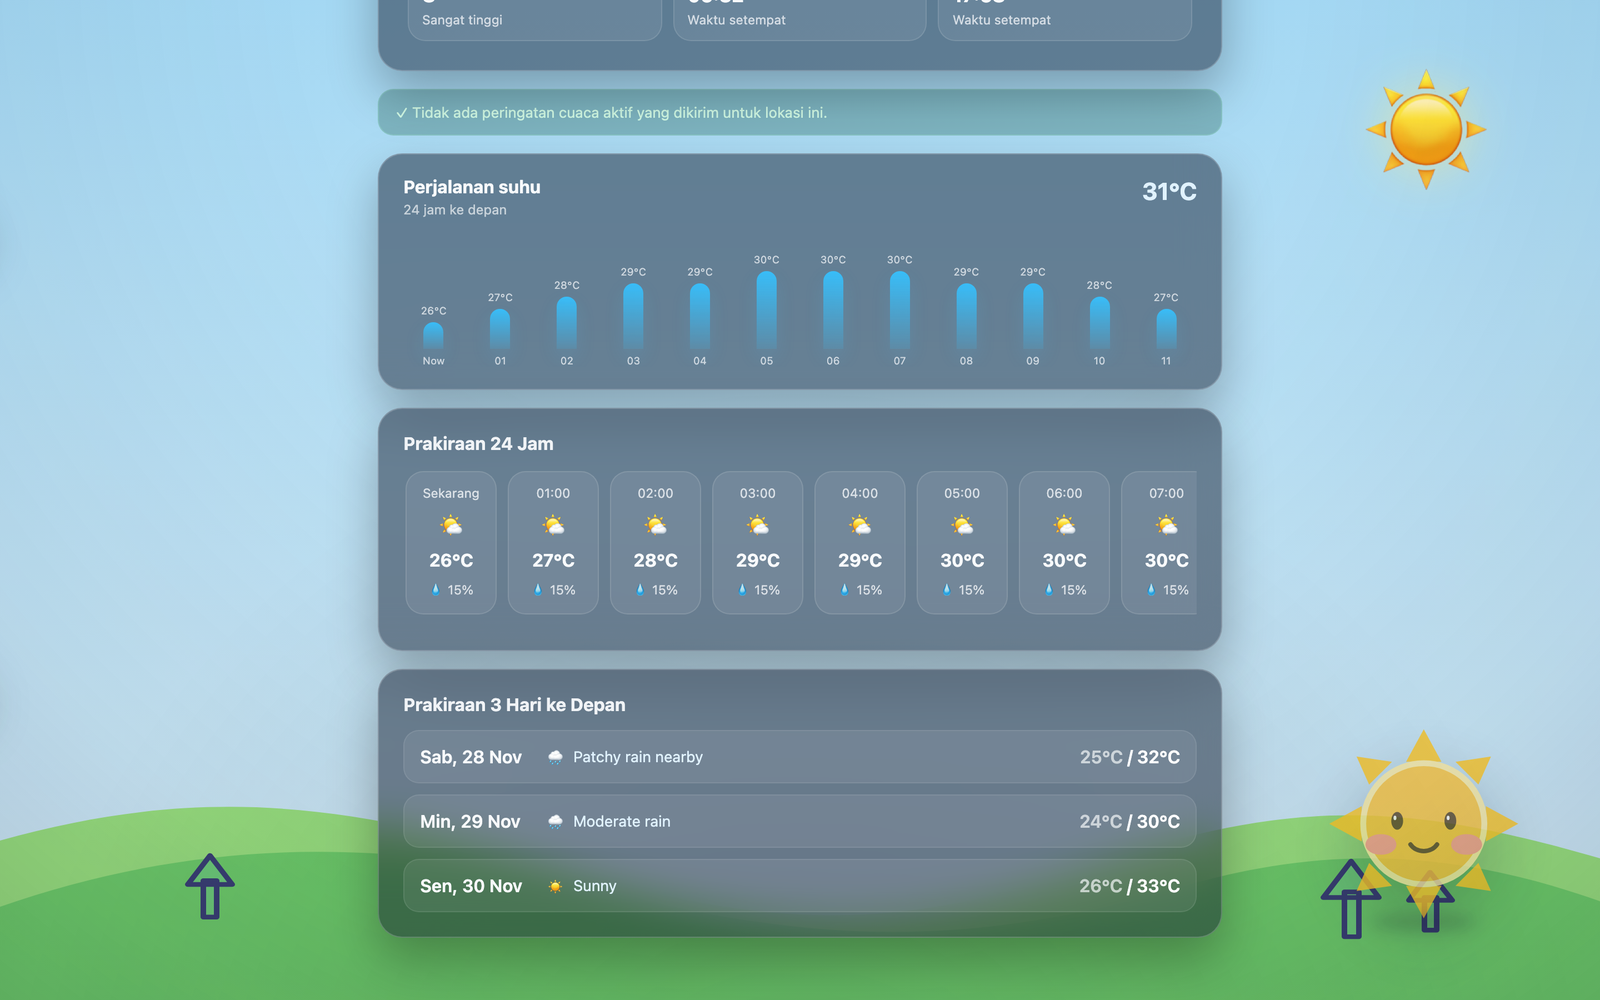 Sangat tinggi
Waktu setempat
Waktu setempat
✓ Tidak ada peringatan cuaca aktif yang dikirim untuk lokasi ini.
Perjalanan suhu
31°C
24 jam ke depan
26°C 27°C 28°C 29°C 29°C 30°C 30°C 30°C 29°C 29°C 28°C 27°C
Now 01 02 03 04 05 06 07 08 09 10 11
Prakiraan 24 Jam
Sekarang 01:00 02:00 03:00 04:00 05:00 06:00 07:00
26°C 27°C 28°C 29°C 29°C 30°C 30°C 30°C
15% 15% 15% 15% 15% 15% 15% 15%
Prakiraan 3 Hari ke Depan
Sab, 28 Nov Patchy rain nearby 25°C / 32°C
Min, 29 Nov Moderate rain 24°C / 30°C
Sen, 30 Nov Sunny 26°C / 33°C